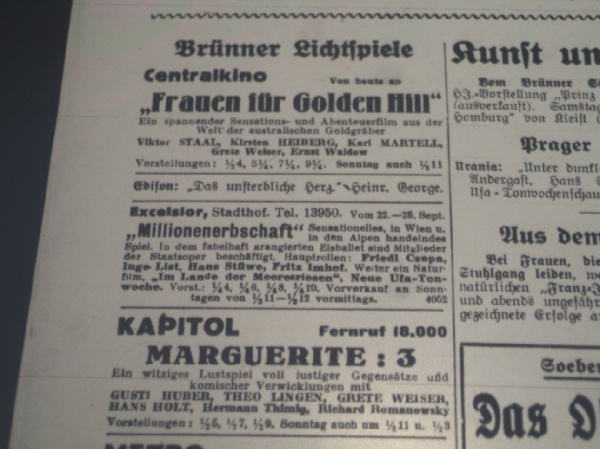 Brünner Lichtspiele
Centralkino Von heute an
„Frauen für Golden Hill“
Ein spannender Sensations- und Abenteuerfilm aus der
Welt der australischen Goldgräber
Viktor STAAL, Kirsten HEIBERG, Karl MARTELL,
Grete Weiser, Ernst Waldow
Vorstellungen: ½4, 5¼, 7¼, 9¼. Sonntag auch ½11
Edison: „Das unsterbliche Herz.“ Heinr. George.
Excelsior, Stadthof. Tel. 13950. Vom 22.—25. Sept.
„Millionenerbschaft“ Sensationelles, in Wien u.
in den Alpen handelndes
Spiel. In dem fabelhaft arangierten Eisballet sind Mitglieder
der Staatsoper beschäftigt. Hauptrollen: Friedl Czepa,
Inge List, Hans Stüwe, Fritz Imhof. Weiter ein Natur-
film, „Im Lande der Meeresriesen“, Neue Ufa-Ton-
woche. Vorst.: ¼4, ¼6, ¼8, ¼10. Vorverkauf an Sonn-
tagen von ½11—½12 vormittags. 4052
KAPITOL Fernruf 18.000
MARGUERITE : 3
Ein witziges Lustspiel voll lustiger Gegensätze und
komischer Verwicklungen mit
GUSTI HUBER, THEO LINGEN, GRETE WEISER,
HANS HOLT, Hermann Thimig, Richard Romanowsky
Vorstellungen: ½5, ½7, ½9. Sonntag auch um ½11 u. ½3
METRO
Kunst un
Vom Brünner
HJ.-Vorstellung „Prinz
(ausverkauft). Samstag
Homburg“ von Kleist
Prager
Urania: „Unter dunkl
Andergast, Hans
Ufa-Tonwochenschau
Aus dem
Bei Frauen, die
Stuhlgang leiden, w
natürlichen „Franz-J
und abends ungefähr
gezeichnete Erfolge a
Soebe
Das